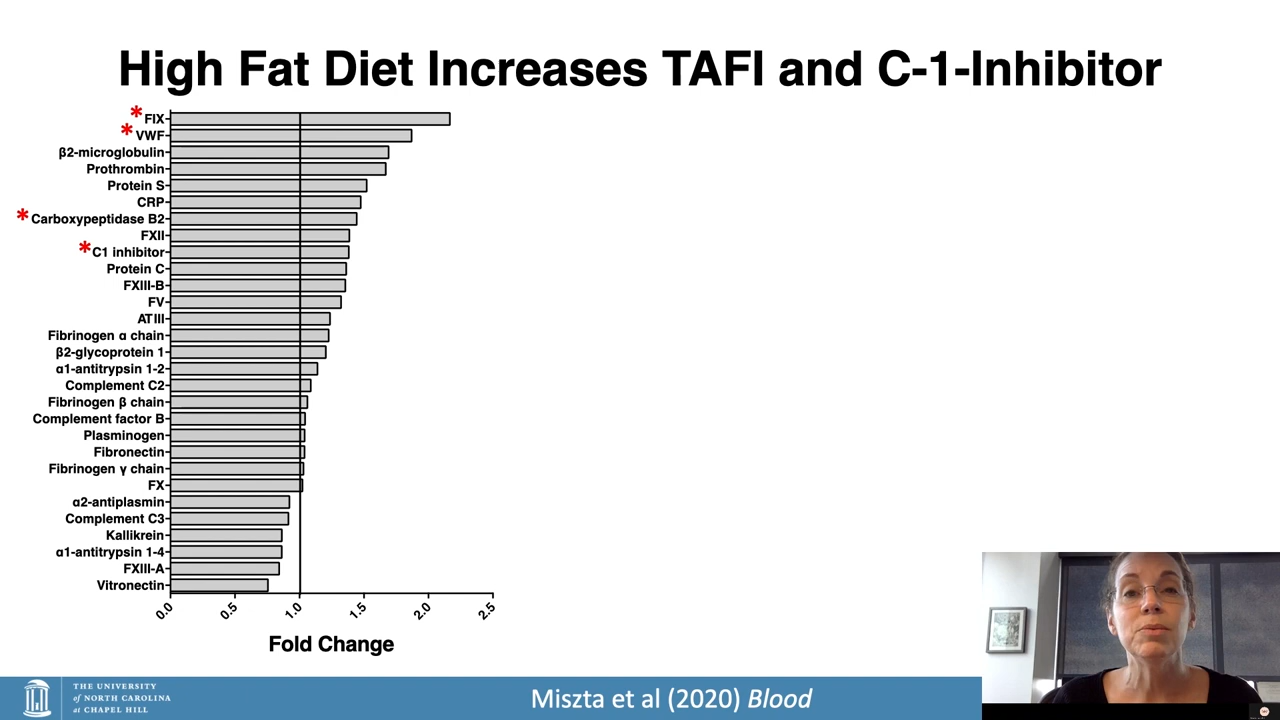 High Fat Diet Increases TAFI and C-1-Inhibitor
* FIX
* VWF
β2-microglobulin
Prothrombin
Protein S
CRP
* Carboxypeptidase B2
FXII
* C1 inhibitor
Protein C
FXIII-B
FV
ATIII
Fibrinogen α chain
β2-glycoprotein 1
α1-antitrypsin 1-2
Complement C2
Fibrinogen β chain
Complement factor B
Plasminogen
Fibronectin
Fibrinogen γ chain
FX
α2-antiplasmin
Complement C3
Kallikrein
α1-antitrypsin 1-4
FXIII-A
Vitronectin
0.0 0.5 1.0 1.5 2.0 2.5
Fold Change
THE UNIVERSITY
of NORTH CAROLINA
at CHAPEL HILL
Miszta et al (2020) Blood